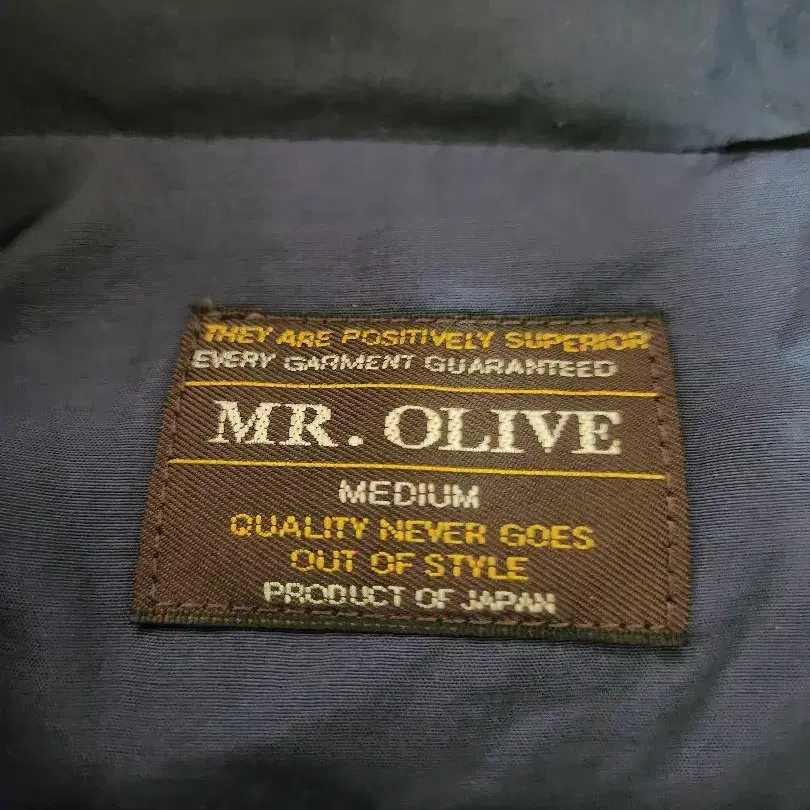 THEY ARE POSITIVELY SUPERIOR
EVERY GARMENT GUARANTEED
MR. OLIVE
MEDIUM
QUALITY NEVER GOES
OUT OF STYLE
PRODUCT OF JAPAN